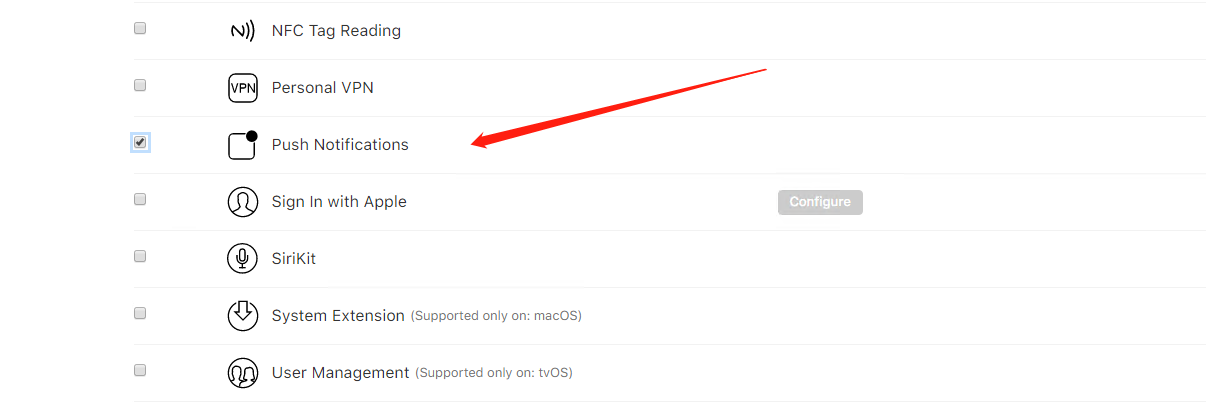 NFC Tag Reading
VPN Personal VPN
Push Notifications
Sign In with Apple Configure
SiriKit
System Extension (Supported only on: macOS)
User Management (Supported only on: tvOS)